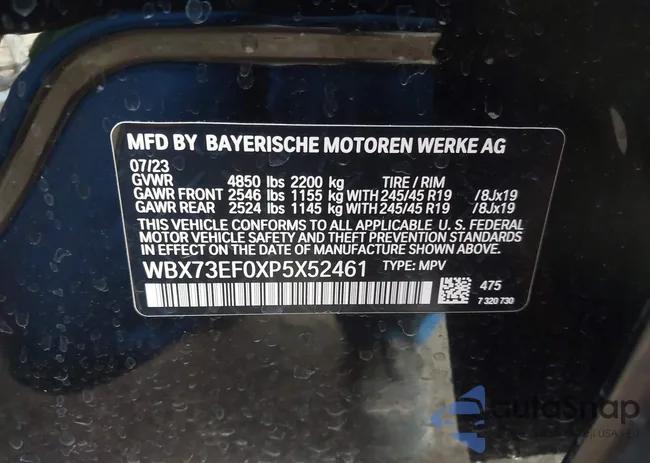 MFD BY BAYERISCHE MOTOREN WERKE AG
07/23
GVWR 4850 lbs 2200 kg TIRE / RIM
GAWR FRONT 2546 lbs 1155 kg WITH 245/45 R19 /8Jx19
GAWR REAR 2524 lbs 1145 kg WITH 245/45 R19 /8Jx19
THIS VEHICLE CONFORMS TO ALL APPLICABLE U. S. FEDERAL
MOTOR VEHICLE SAFETY AND THEFT PREVENTION STANDARDS
IN EFFECT ON THE DATE OF MANUFACTURE SHOWN ABOVE.
WBX73EF0XP5X52461 TYPE: MPV
475
7 320 730
AutoSnap